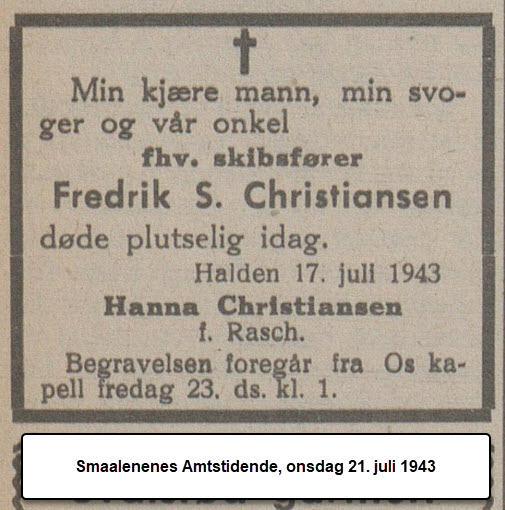 Min kjære mann, min svo-
ger og vår onkel
fhv. skibsfører
Fredrik S. Christiansen
døde plutselig idag.
Halden 17. juli 1943
Hanna Christiansen
f. Rasch.
Begravelsen foregår fra Os ka-
pell fredag 23. ds. kl. 1.
Smaalenenes Amtstidende, onsdag 21. juli 1943